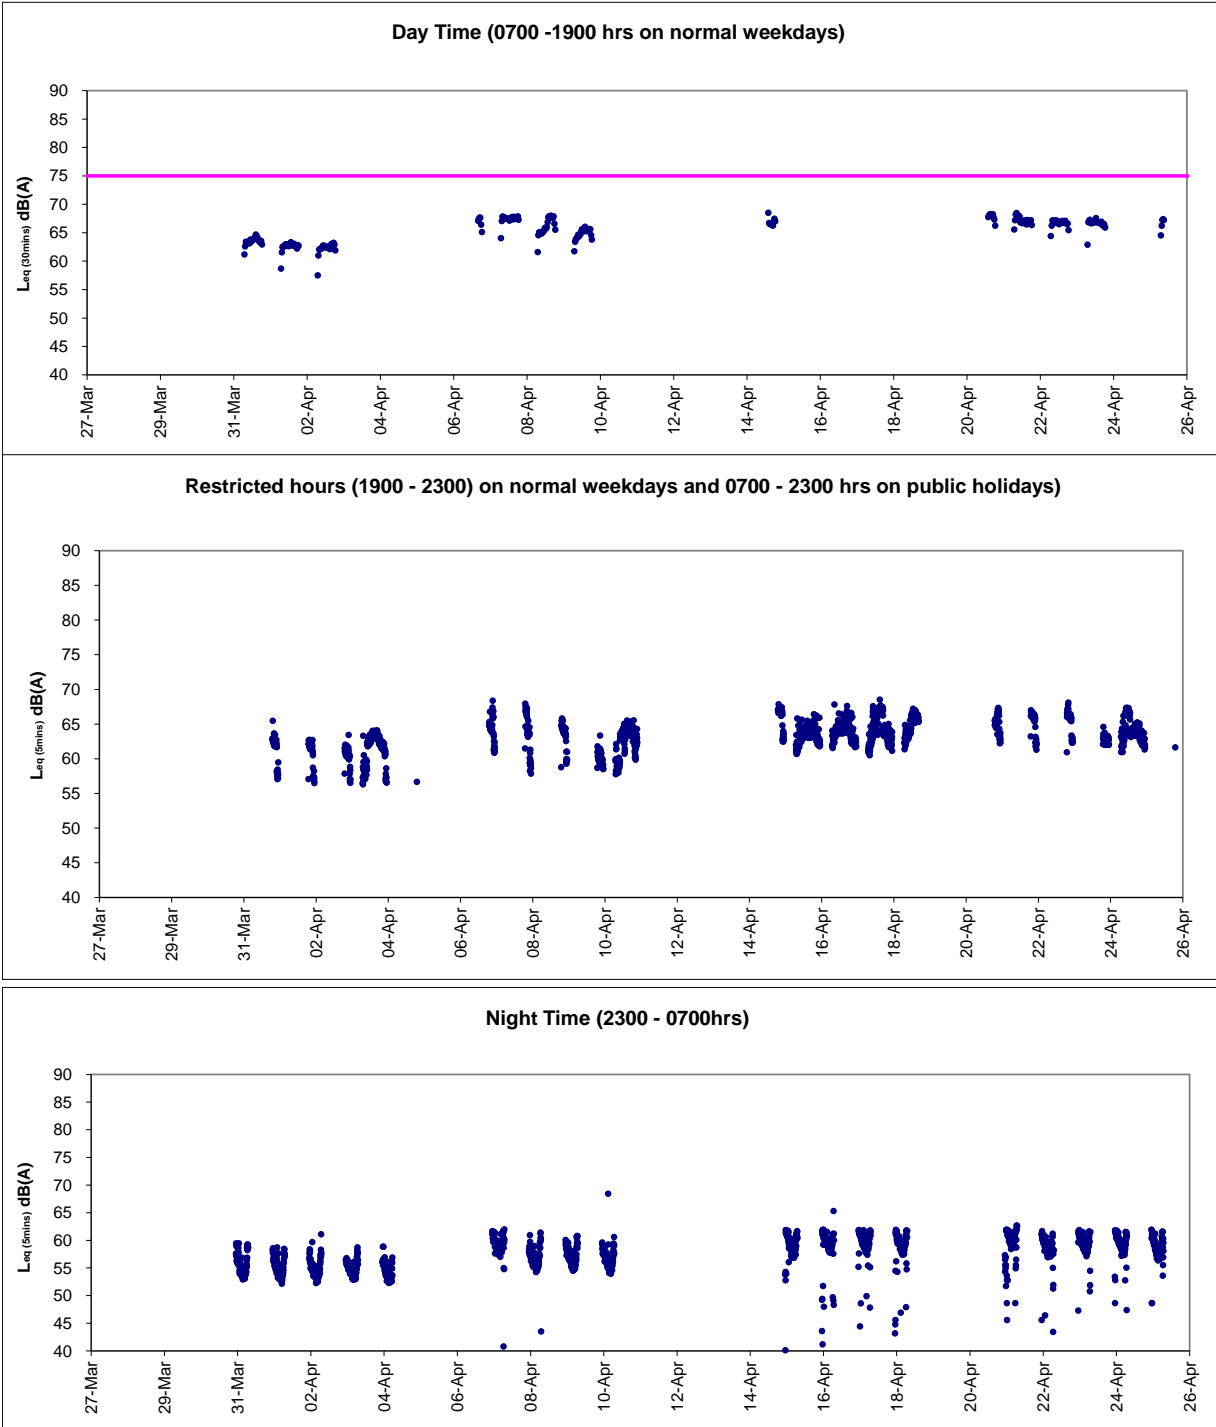 Day Time (0700 -1900 hrs on normal weekdays)
90
85
80
75
70
65
60
55
50
45
40
Leq (30mins) dB(A)
27-Mar
29-Mar
31-Mar
02-Apr
04-Apr
06-Apr
08-Apr
10-Apr
12-Apr
14-Apr
16-Apr
18-Apr
20-Apr
22-Apr
24-Apr
26-Apr
Restricted hours (1900 - 2300) on normal weekdays and 0700 - 2300 hrs on public holidays)
90
85
80
75
70
65
60
55
50
45
40
Leq (5mins) dB(A)
27-Mar
29-Mar
31-Mar
02-Apr
04-Apr
06-Apr
08-Apr
10-Apr
12-Apr
14-Apr
16-Apr
18-Apr
20-Apr
22-Apr
24-Apr
26-Apr
Night Time (2300 - 0700hrs)
90
85
80
75
70
65
60
55
50
45
40
Leq (5mins) dB(A)
27-Mar
29-Mar
31-Mar
02-Apr
04-Apr
06-Apr
08-Apr
10-Apr
12-Apr
14-Apr
16-Apr
18-Apr
20-Apr
22-Apr
24-Apr
26-Apr